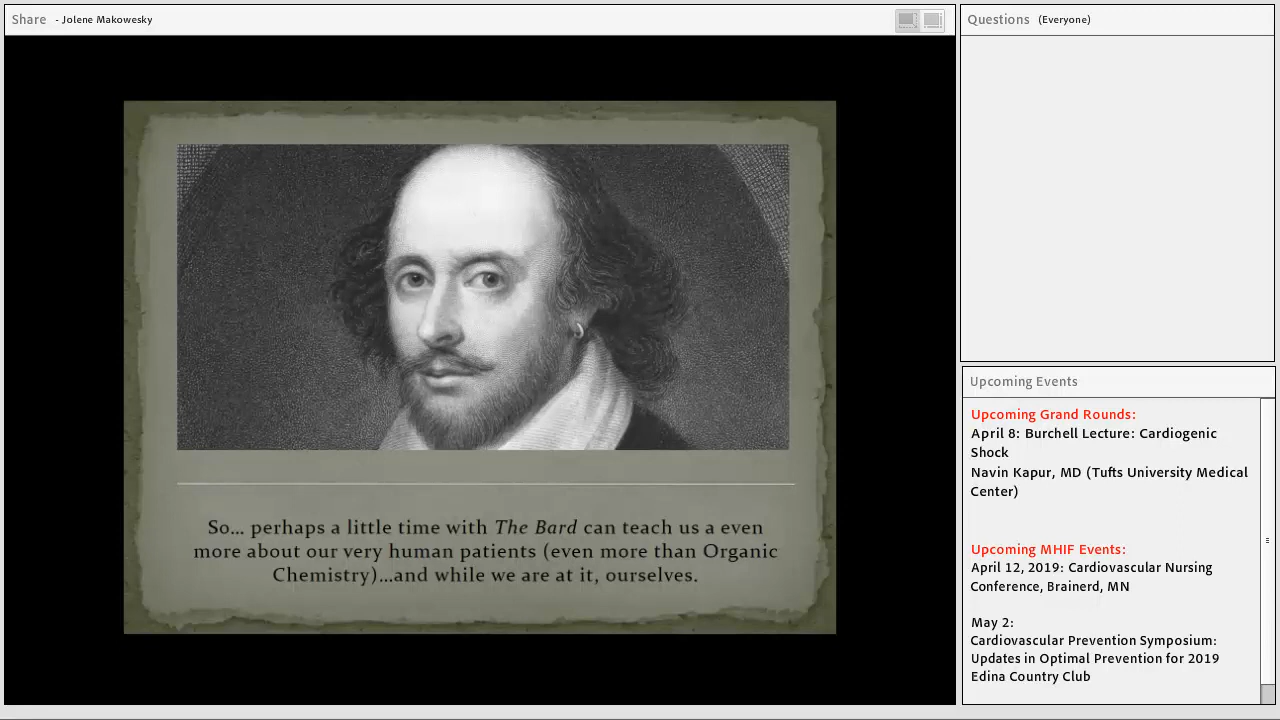 Share - Jolene Makowesky
So... perhaps a little time with The Bard can teach us a even
more about our very human patients (even more than Organic
Chemistry)...and while we are at it, ourselves.
Questions (Everyone)
Upcoming Events
Upcoming Grand Rounds:
April 8: Burchell Lecture: Cardiogenic
Shock
Navin Kapur, MD (Tufts University Medical
Center)
Upcoming MHIF Events:
April 12, 2019: Cardiovascular Nursing
Conference, Brainerd, MN
May 2:
Cardiovascular Prevention Symposium:
Updates in Optimal Prevention for 2019
Edina Country Club